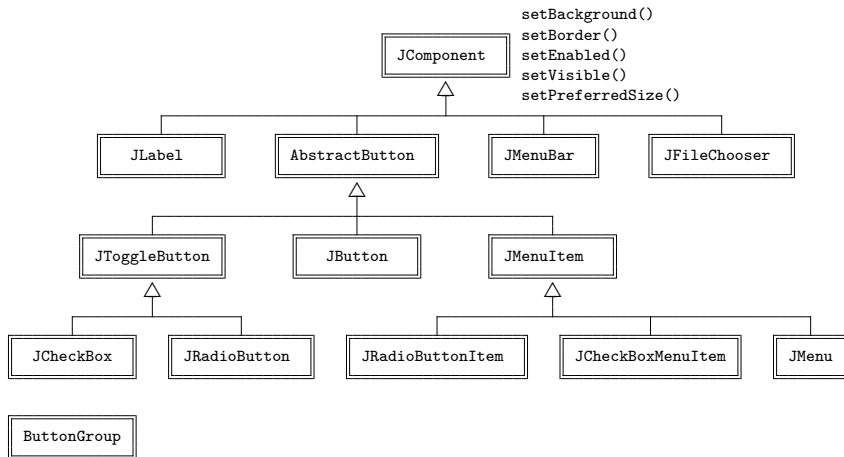 setBackground()
setBorder()
JComponent
setEnabled()
setVisible()
setPreferredSize()
JLabel
AbstractButton
JMenuBar
JFileChooser
JToggleButton
JButton
JMenuItem
JCheckBox
JRadioButton
JRadioButtonItem
JCheckBoxMenuItem
JMenu
ButtonGroup